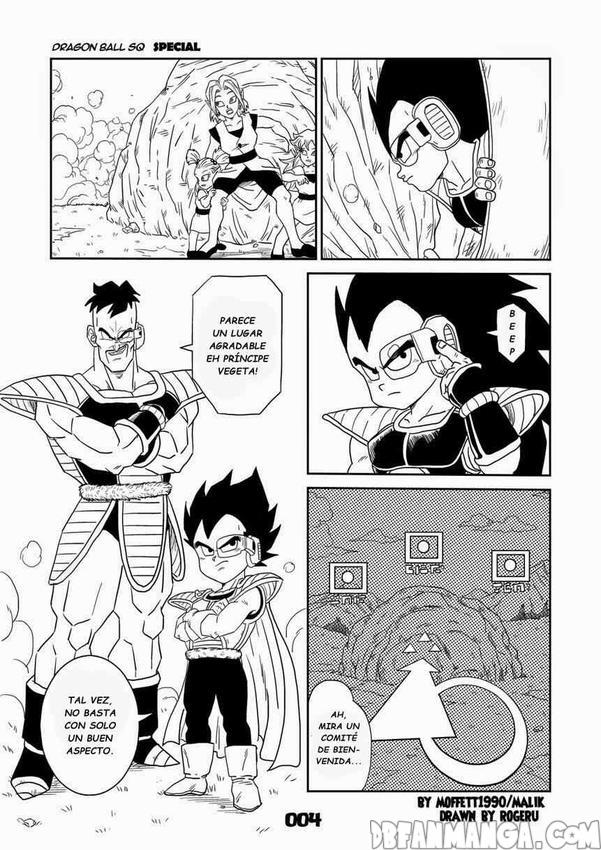 DRAGON BALL SQ SPECIAL
PARECE
UN LUGAR
AGRADABLE
EH PRÍNCIPE
VEGETA!
BEEP
TAL VEZ,
NO BASTA
CON SOLO
UN BUEN
ASPECTO.
AH,
MIRA UN
COMITÉ
DE BIEN-
VENIDA...
BY MOFFETT1990/MALIK
DRAWN BY ROGERU
004
DBFANMANGA.COM